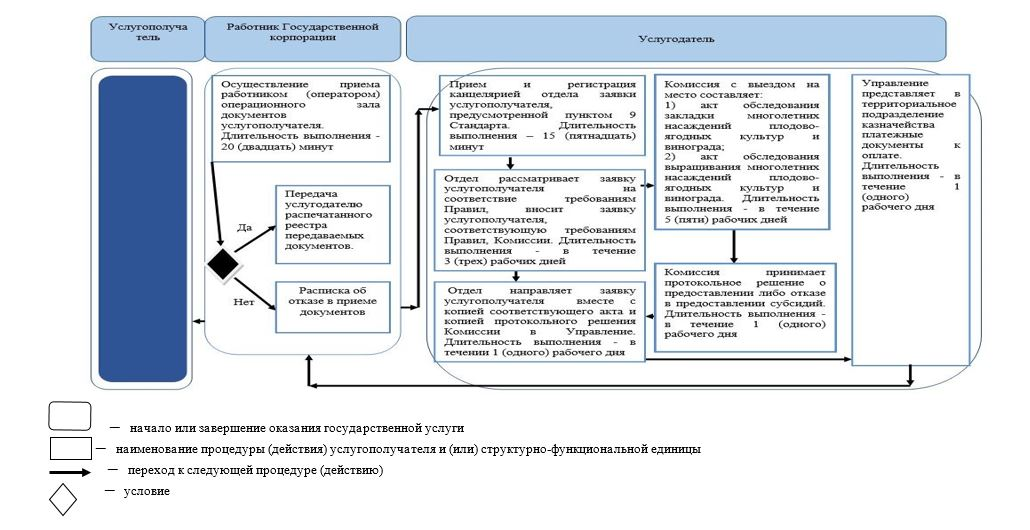 Услугополуча
тель
Работник Государственной
корпорации
Услугодатель
Осуществление приема
работником (оператором)
операционного зала
документов
услугополучателя.
Длительность выполнения -
20 (двадцать) минут
Да
Передача
услугодателю
распечатанного
реестра
передаваемых
документов.
Нет
Расписка об
отказе в приеме
документов
Прием и регистрация
канцелярией отдела заявки
услугополучателя,
предусмотренной пунктом 9
Стандарта. Длительность
выполнения – 15 (пятнадцать)
минут
Отдел рассматривает заявку
услугополучателя на
соответствие требованиям
Правил, вносит заявку
услугополучателя,
соответствующую требованиям
Правил, Комиссии. Длительность
выполнения - в течение
3 (трех) рабочих дней
Отдел направляет заявку
услугополучателя вместе с
копией соответствующего акта и
копией протокольного решения
Комиссии в Управление.
Длительность выполнения - в
течении 1 (одного) рабочего дня
Комиссия с выездом на
место составляет:
1) акт обследования
закладки многолетних
насаждений плодово-
ягодных культур и
винограда;
2) акт обследования
выращивания многолетних
насаждений плодово-
ягодных культур и
винограда. Длительность
выполнения - в течение
5 (пяти) рабочих дней
Комиссия принимает
протокольное решение о
предоставлении либо отказе
в предоставлении субсидий.
Длительность выполнения -
в течение 1 (одного)
рабочего дня
Управление
представляет в
территориальное
подразделение
казначейства
платежные
документы к
оплате.
Длительность
выполнения - в
течение 1
(одного)
рабочего дня
— начало или завершение оказания государственной услуги
— наименование процедуры (действия) услугополучателя и (или) структурно-функциональной единицы
— переход к следующей процедуре (действию)
— условие